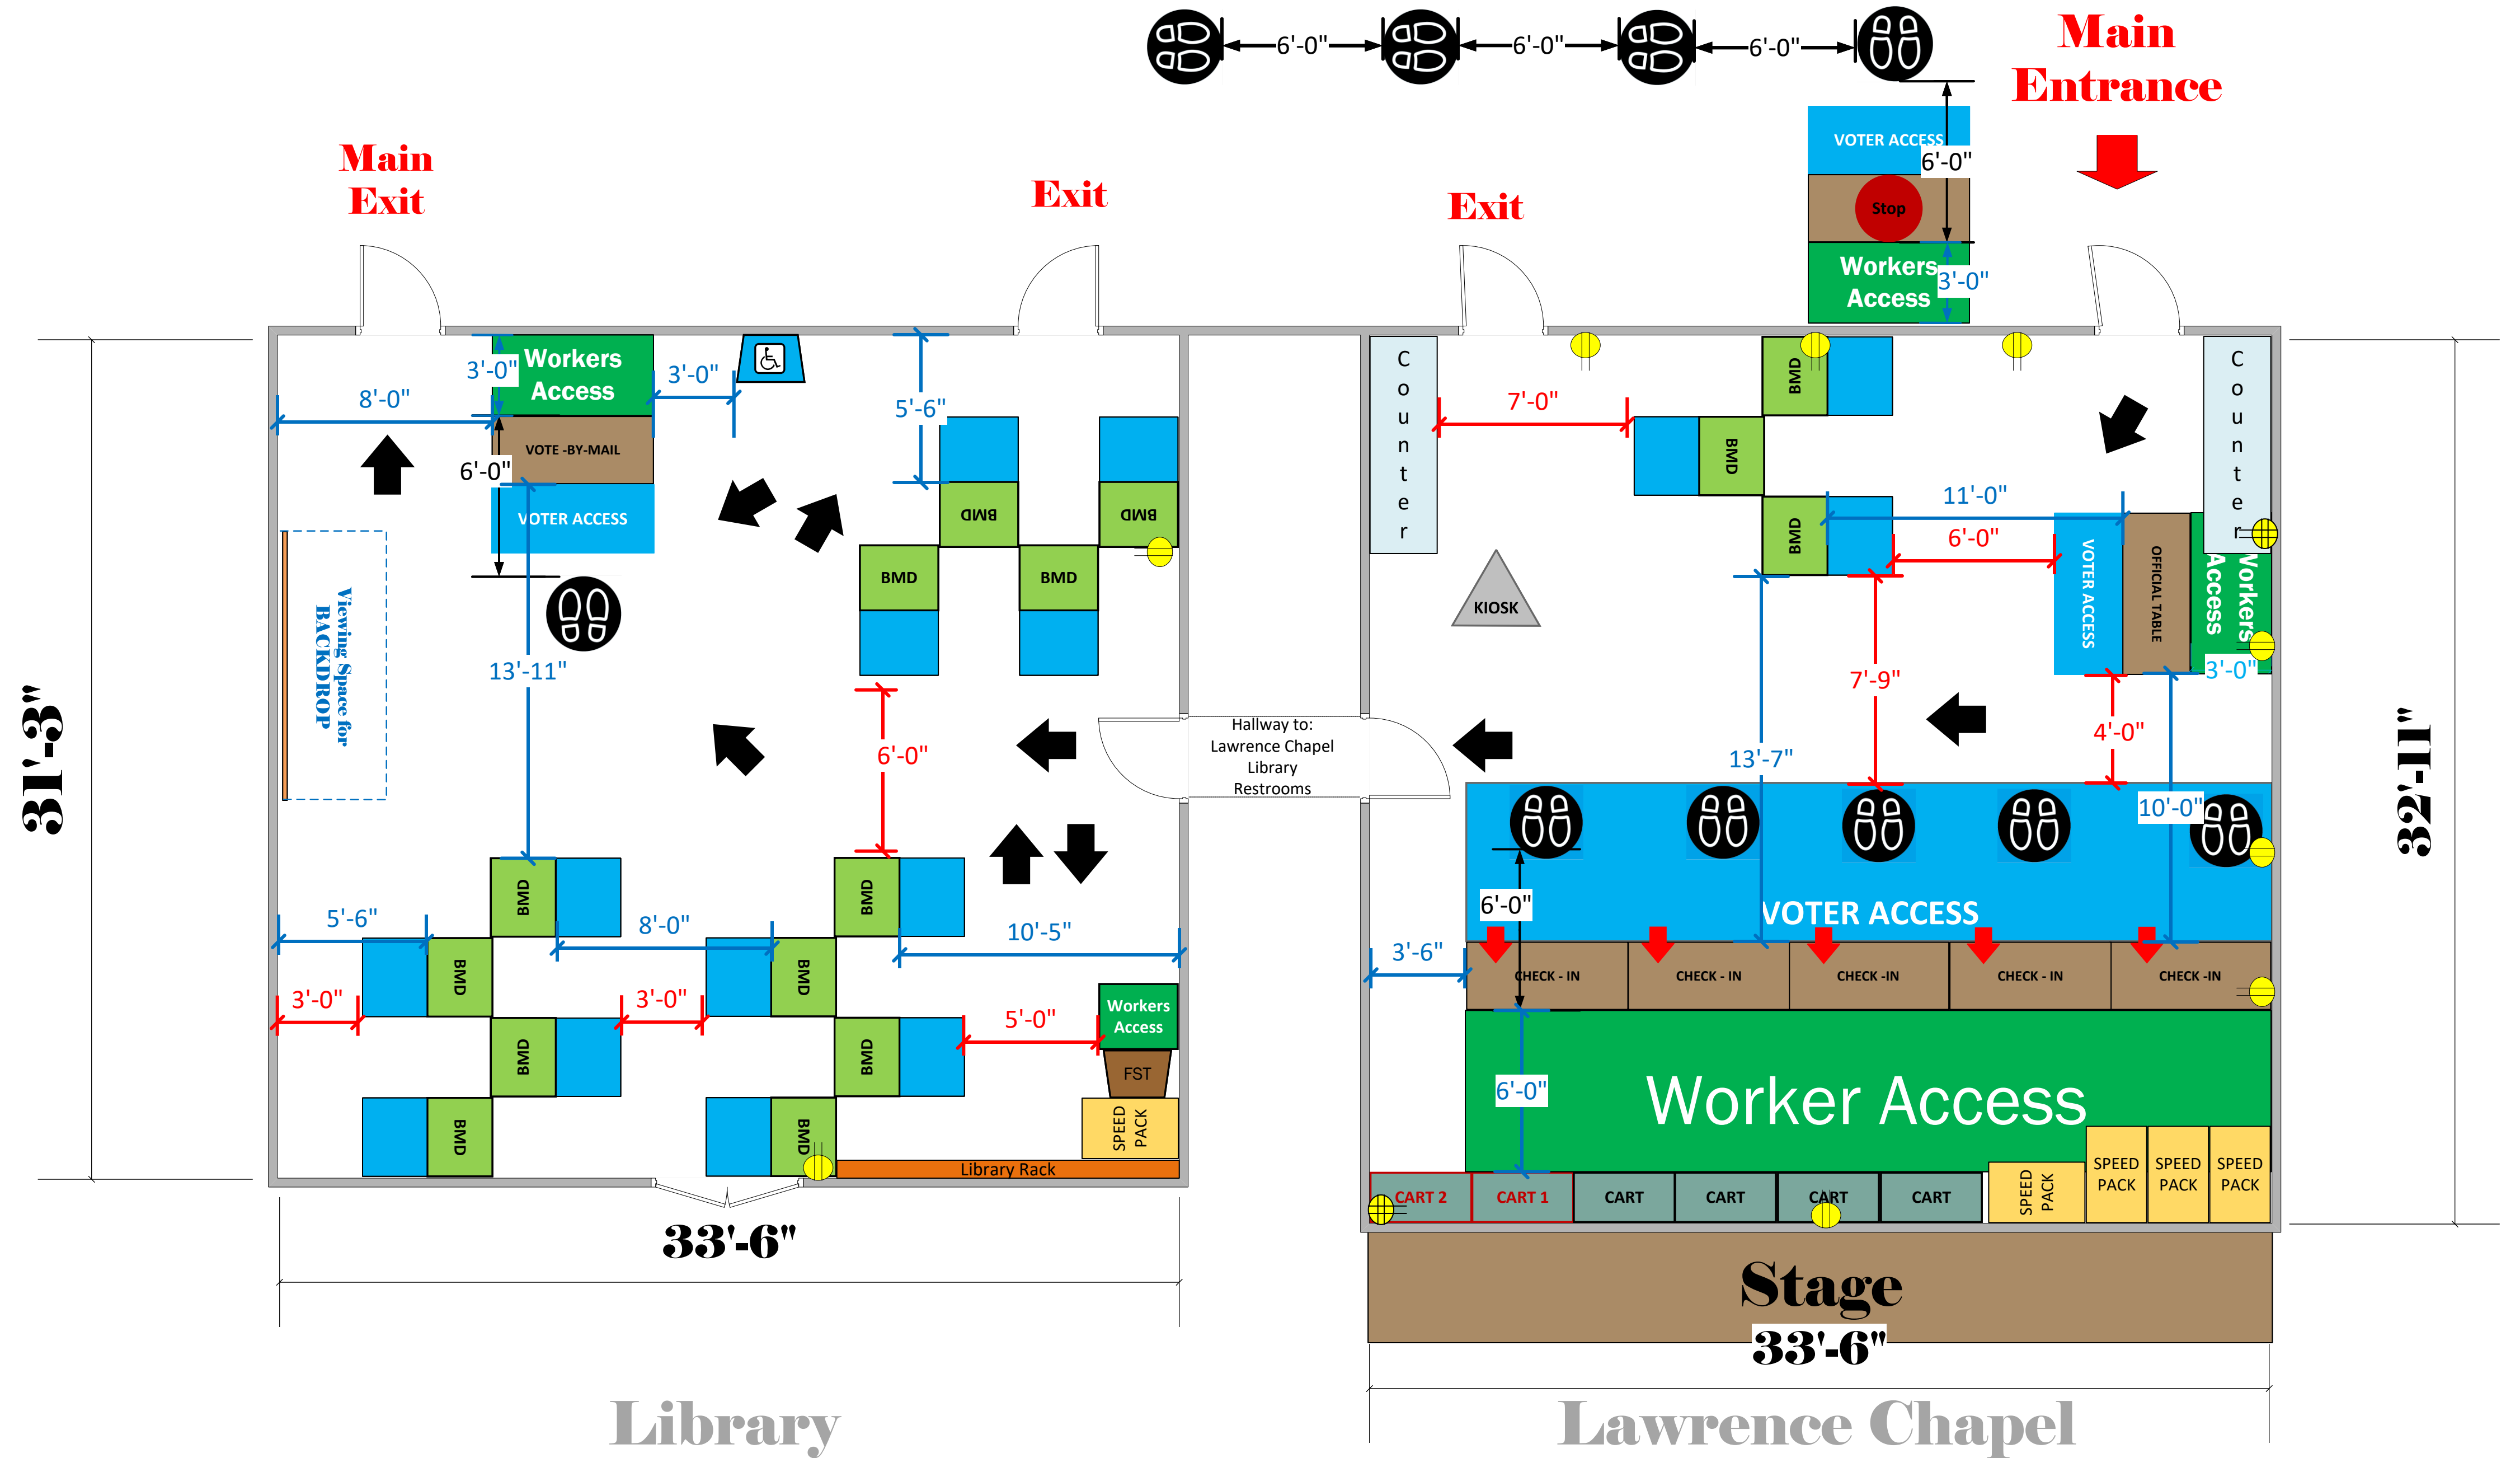 6'-0"
6'-0"
6'-0"
Main
Entrance
VOTER ACCESS
6'-0"
Stop
Workers
Access
3'-0"
Main
Exit
Exit
Exit
Workers
Access
3'-0"
3'-0"
8'-0"
5'-6"
VOTE -BY-MAIL
6'-0"
VOTER ACCESS
BMD
BMD
BMD
BMD
13'-11"
Viewing Space for
BACKDROP
6'-0"
31'-3"
Hallway to:
Lawrence Chapel
Library
Restrooms
BMD
BMD
5'-6"
8'-0"
10'-5"
BMD
BMD
3'-0"
3'-0"
5'-0"
Workers
Access
BMD
BMD
FST
SPEED
PACK
BMD
BMD
Library Rack
33'-6"
Library
Counter
7'-0"
BMD
BMD
BMD
Counter
11'-0"
6'-0"
VOTER ACCESS
OFFICIAL TABLE
Workers
Access
3'-0"
KIOSK
7'-9"
4'-0"
13'-7"
10'-0"
32'-11"
6'-0"
VOTER ACCESS
3'-6"
CHECK - IN
CHECK - IN
CHECK -IN
CHECK - IN
CHECK -IN
6'-0"
Worker Access
CART 2
CART 1
CART
CART
CART
CART
SPEED
PACK
SPEED
PACK
SPEED
PACK
SPEED
PACK
Stage
33'-6"
Lawrence Chapel